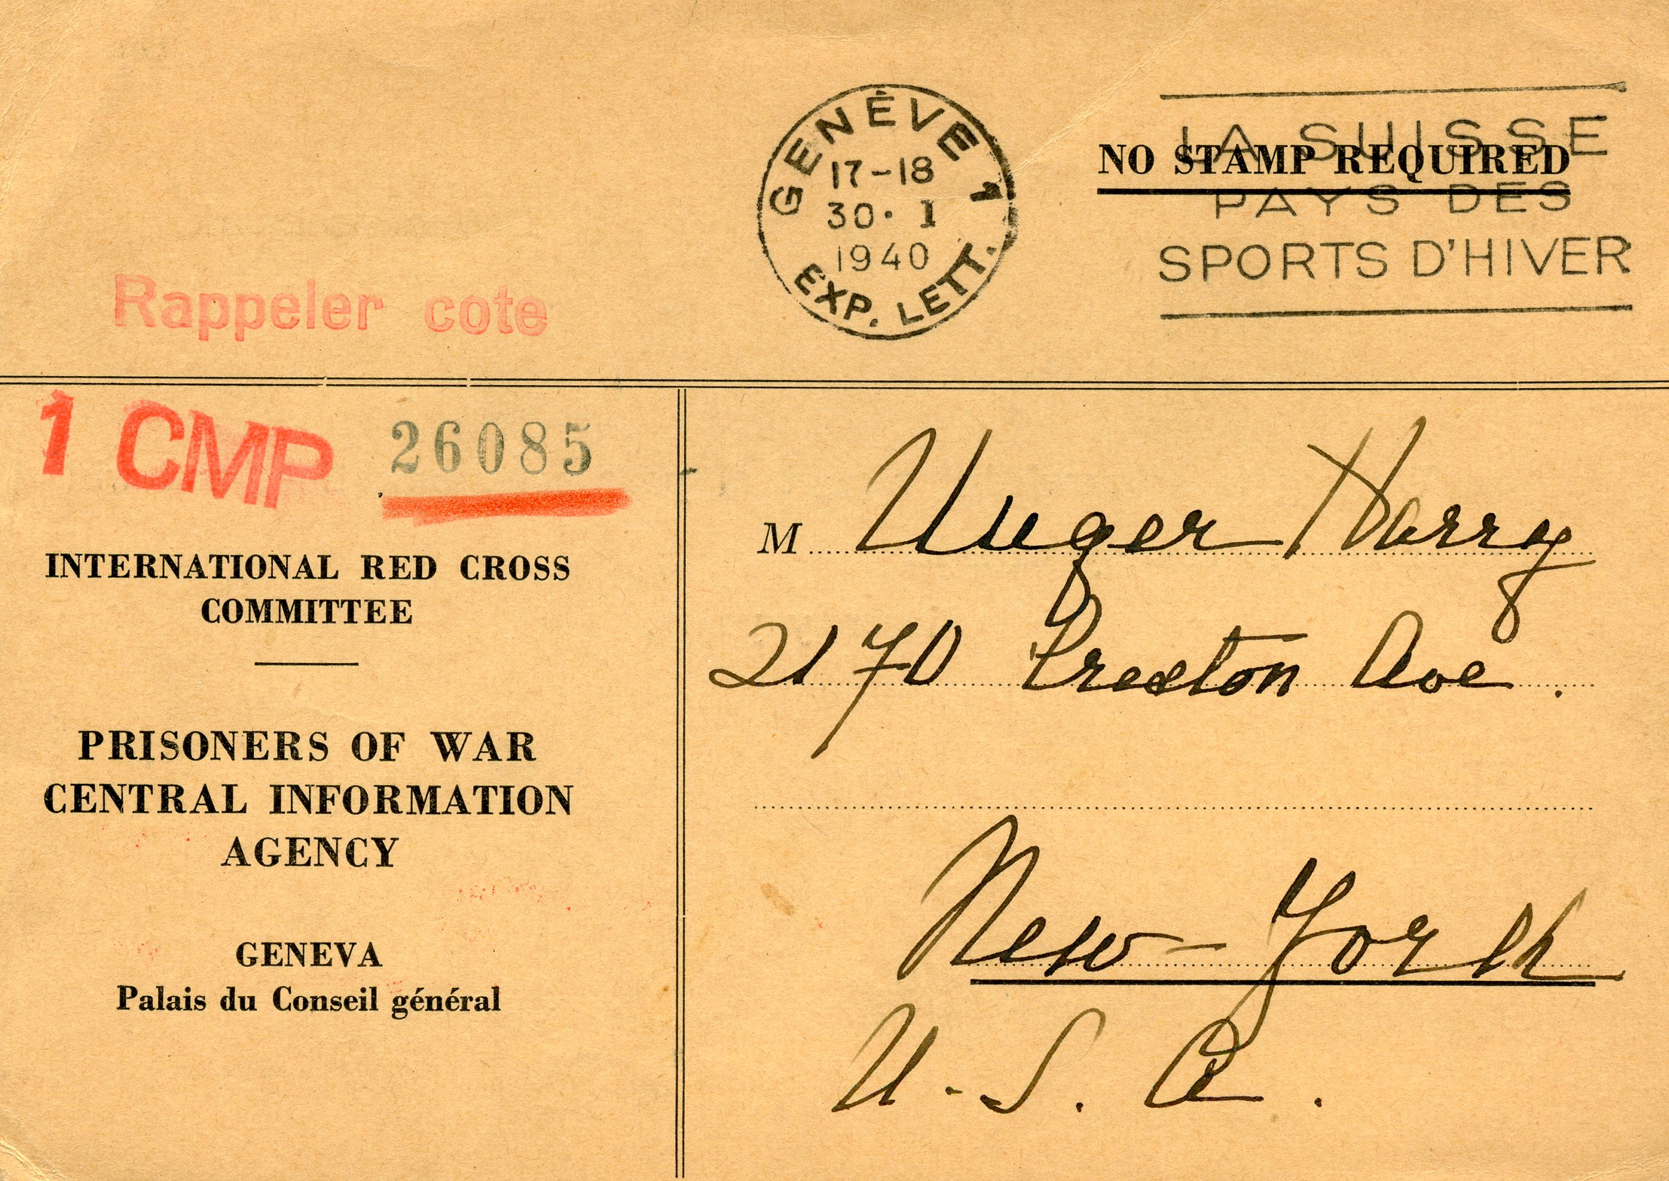 GENÈVE 1
17-18
30. I
1940
EXP. LETT.
LA SUISSE
NO STAMP REQUIRED
PAYS DES
SPORTS D'HIVER
Rappeler cote
1 CMP 26085
INTERNATIONAL RED CROSS
COMMITTEE
PRISONERS OF WAR
CENTRAL INFORMATION
AGENCY
GENEVA
Palais du Conseil général
M Unger Harry
2170 Ave.
New-York
U.S.A.